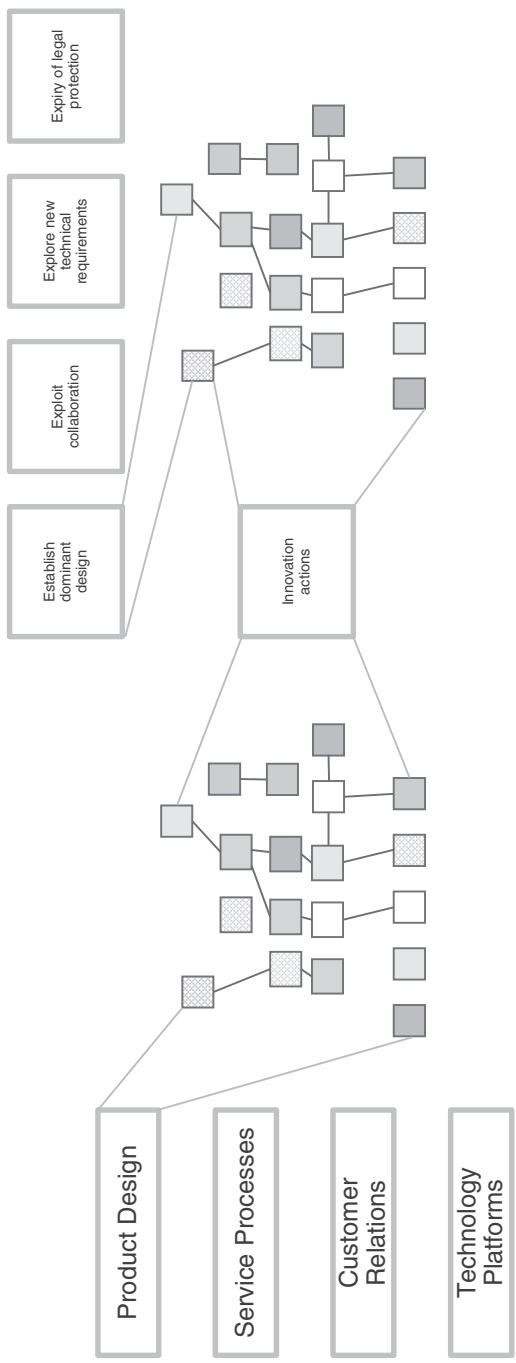 Product Design
Service Processes
Customer
Relations
Technology
Platforms
Innovation
actions
Establish
dominant
design
Exploit
collaboration
Explore new
technical
requirements
Expiry of legal
protection